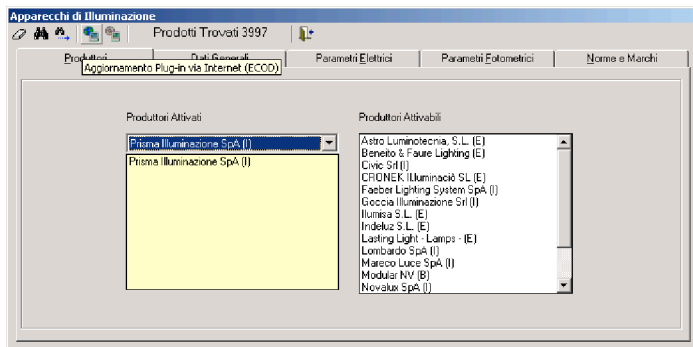 Apparecchi di Illuminazione
Prodotti Trovati 3997
Produttori Dati Generali Parametri Elettrici Parametri Fotometrici Norme e Marchi
Aggiornamento Plug-in via Internet (ECOD)
Produttori Attivati Produttori Attivabili
Prisma Illuminazione SpA (I)
Prisma Illuminazione SpA (I)
Astro Luminotecnia, S.L. (E)
Beneito & Faure Lighting (E)
Civic Srl (I)
CRONEK Il.luminació SL (E)
Faeber Lighting System SpA (I)
Goccia Illuminazione Srl (I)
Ilumisa S.L. (E)
Indeluz S.L. (E)
Lasting Light - Lamps - (E)
Lombardo SpA (I)
Mareco Luce SpA (I)
Modular NV (B)
Novalux SpA (I)